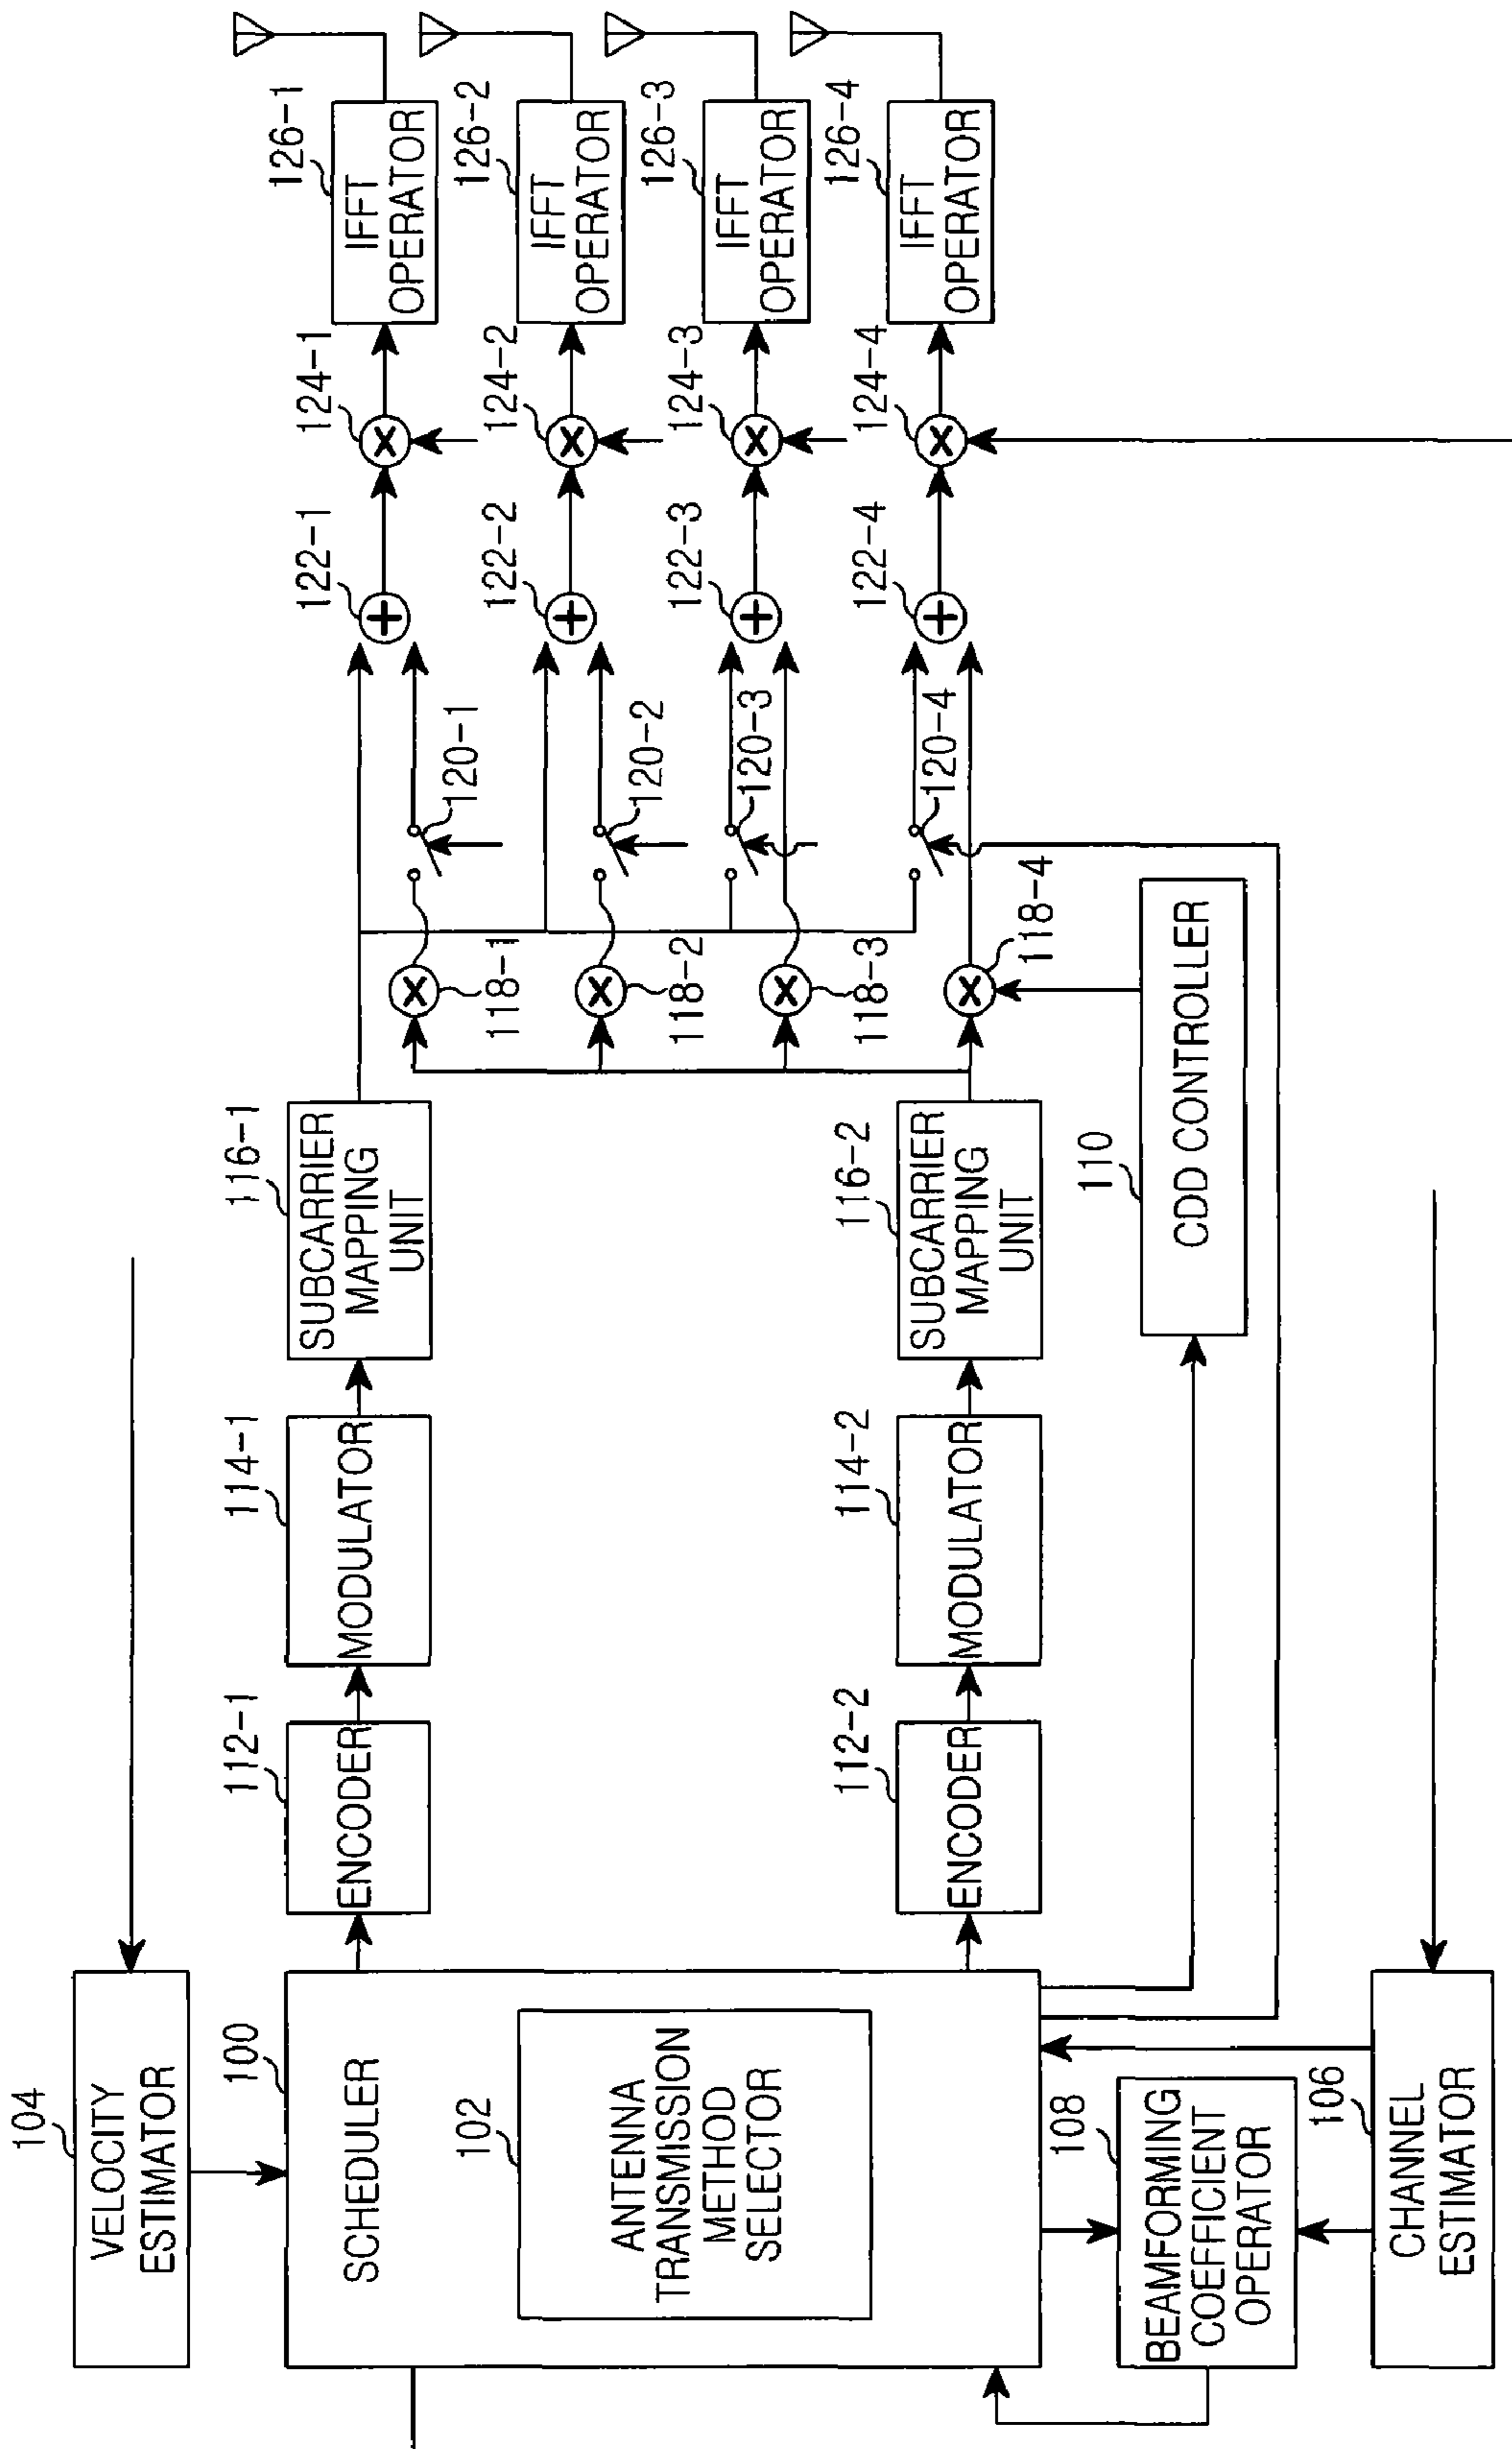 104
VELOCITY
ESTIMATOR
100
SCHEDULER
102
ANTENNA
TRANSMISSION
METHOD
SELECTOR
108
BEAMFORMING
COEFFICIENT
OPERATOR
106
CHANNEL
ESTIMATOR
112-1
ENCODER
114-1
MODULATOR
116-1
SUBCARRIER
MAPPING
UNIT
112-2
ENCODER
114-2
MODULATOR
116-2
SUBCARRIER
MAPPING
UNIT
110
CDD CONTROLLER
118-1
118-2
118-3
118-4
120-1
120-2
120-3
120-4
122-1
122-2
122-3
122-4
124-1
124-2
124-3
124-4
126-1
IFFT
OPERATOR
126-2
IFFT
OPERATOR
126-3
IFFT
OPERATOR
126-4
IFFT
OPERATOR